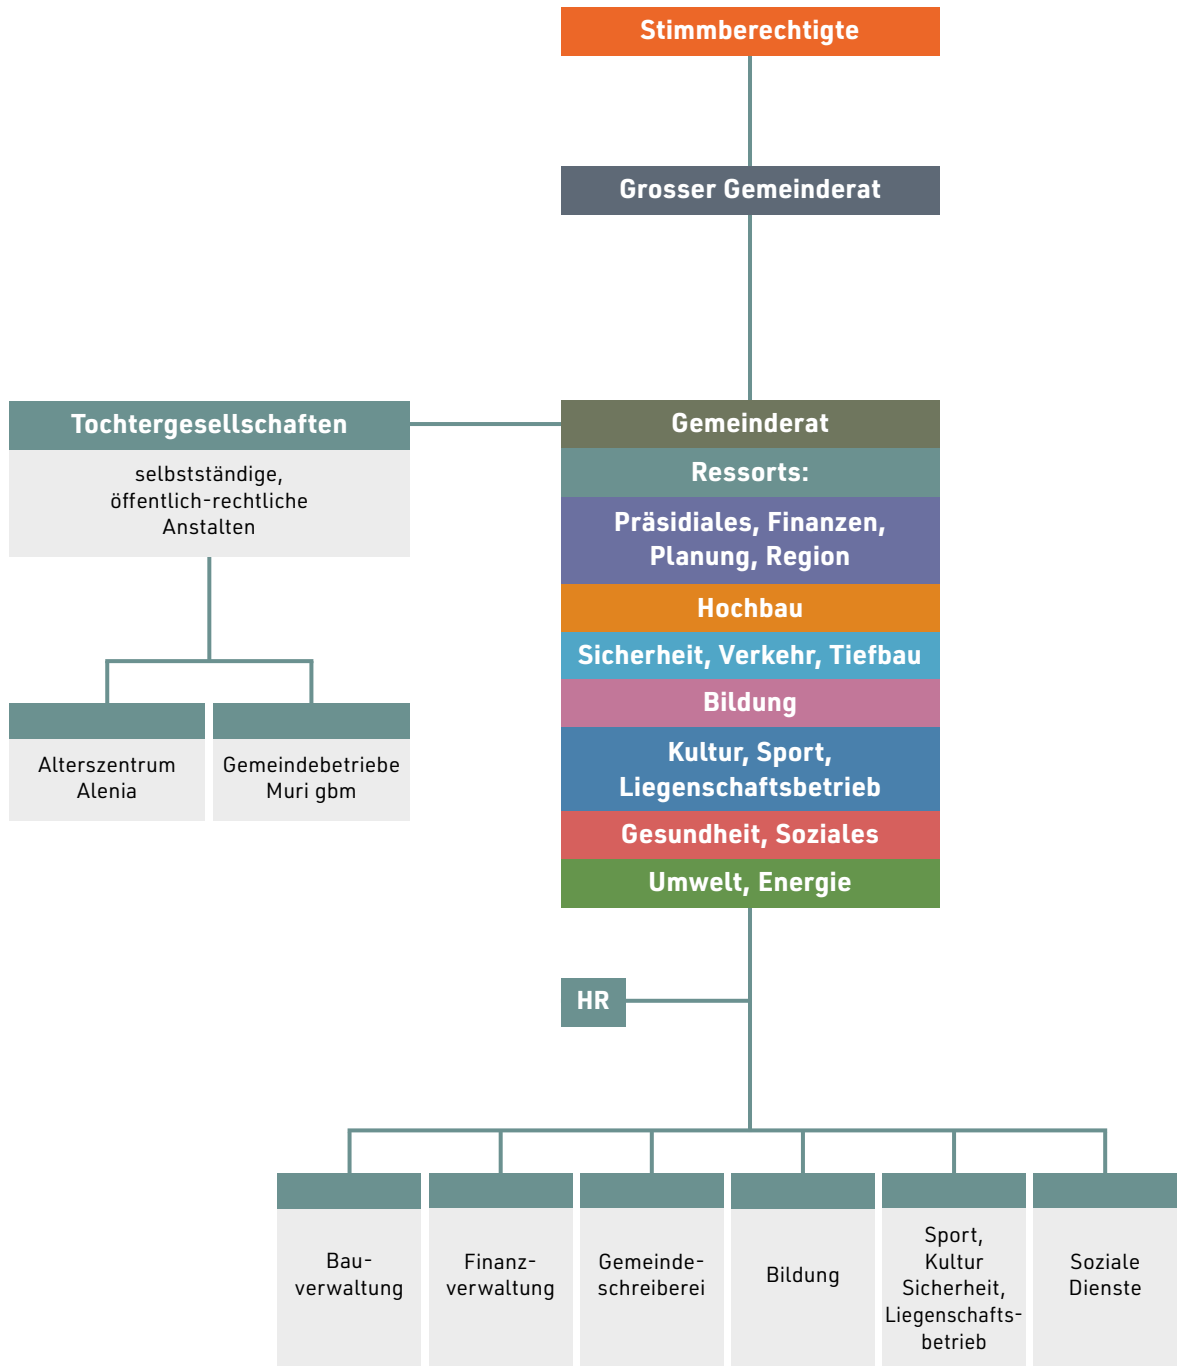 Stimmberechtigte
Grosser Gemeinderat
Tochtergesellschaften
selbstständige,
öffentlich-rechtliche
Anstalten
Alterszentrum
Alenia
Gemeindebetriebe
Muri gbm
Gemeinderat
Ressorts:
Präsidiales, Finanzen,
Planung, Region
Hochbau
Sicherheit, Verkehr, Tiefbau
Bildung
Kultur, Sport,
Liegenschaftsbetrieb
Gesundheit, Soziales
Umwelt, Energie
HR
Bau-
verwaltung
Finanz-
verwaltung
Gemeinde-
schreiberei
Bildung
Sport,
Kultur
Sicherheit,
Liegenschafts-
betrieb
Soziale
Dienste